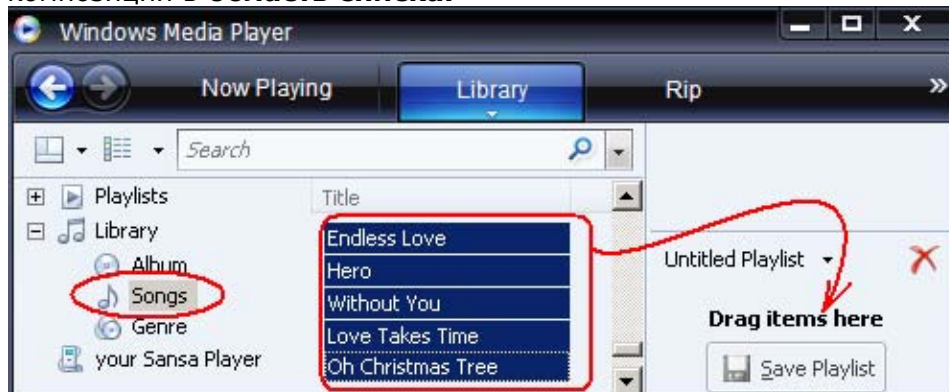 Windows Media Player
Now Playing
Library
Rip
»
Search
Playlists
Title
Library
Endless Love
Untitled Playlist
Album
Hero
Songs
Without You
Drag items here
Genre
Love Takes Time
your Sansa Player
Oh Christmas Tree
Save Playlist